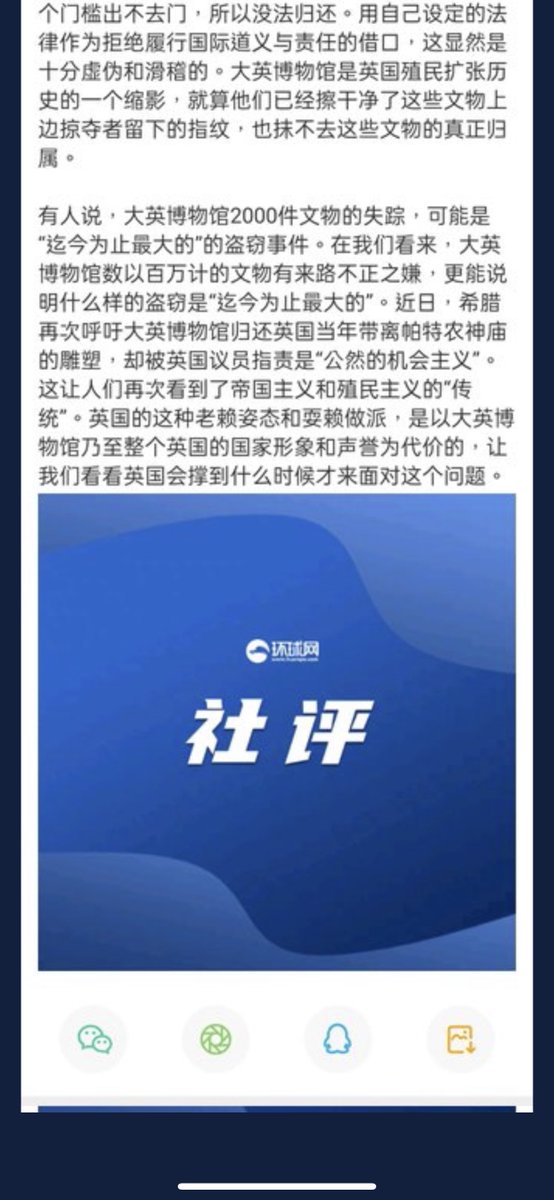 个门槛出不去门，所以没法归还。用自己设定的法
律作为拒绝履行国际道义与责任的借口，这显然是
十分虚伪和滑稽的。大英博物馆是英国殖民扩张历
史的一个缩影，就算他们已经擦干净了这些文物上
边掠夺者留下的指纹，也抹不去这些文物的真正归
属。
有人说，大英博物馆2000件文物的失踪，可能是
“迄今为止最大的”的盗窃事件。在我们看来，大英
博物馆数以百万计的文物有来路不正之嫌，更能说
明什么样的盗窃是“迄今为止最大的”。近日，希腊
再次呼吁大英博物馆归还英国当年带离帕特农神庙
的雕塑，却被英国议员指责是“公然的机会主义”。
这让人们再次看到了帝国主义和殖民主义的“传
统”。英国的这种老赖姿态和耍赖做派，是以大英博
物馆乃至整个英国的国家形象和声誉为代价的，让
我们看看英国会撑到什么时候才来面对这个问题。
环球网
www.huanqiu.com
社评